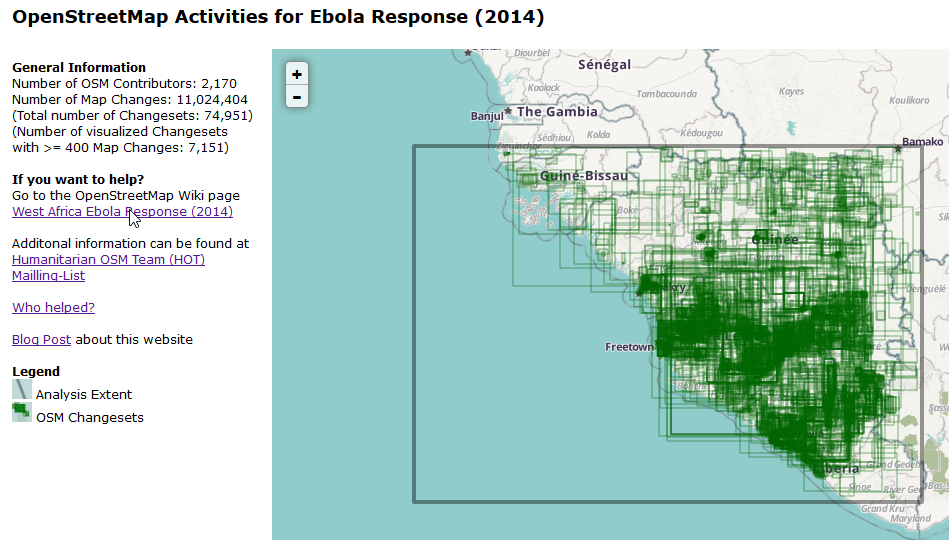 OpenStreetMap Activities for Ebola Response (2014)
General Information
Number of OSM Contributors: 2,170
Number of Map Changes: 11,024,404
(Total number of Changesets: 74,951)
(Number of visualized Changesets
with >= 400 Map Changes: 7,151)
If you want to help?
Go to the OpenStreetMap Wiki page
West Africa Ebola Response (2014)
Additonal information can be found at
Humanitarian OSM Team (HOT)
Mailling-List
Who helped?
Blog Post about this website
Legend
Analysis Extent
OSM Changesets
+
-
Diourbel
Sénégal
Kaolack
Tambacounda
Kayes
Koulikoro
Banjul
The Gambia
Sédhiou
Kolda
Kédougou
Bamako
Ziguinchor
Guiné-Bissau
Boké
Guinée
Denguélé
Freetown
Grand Gedeh
Sinoe
River Gee
Grand Kru
Maryland